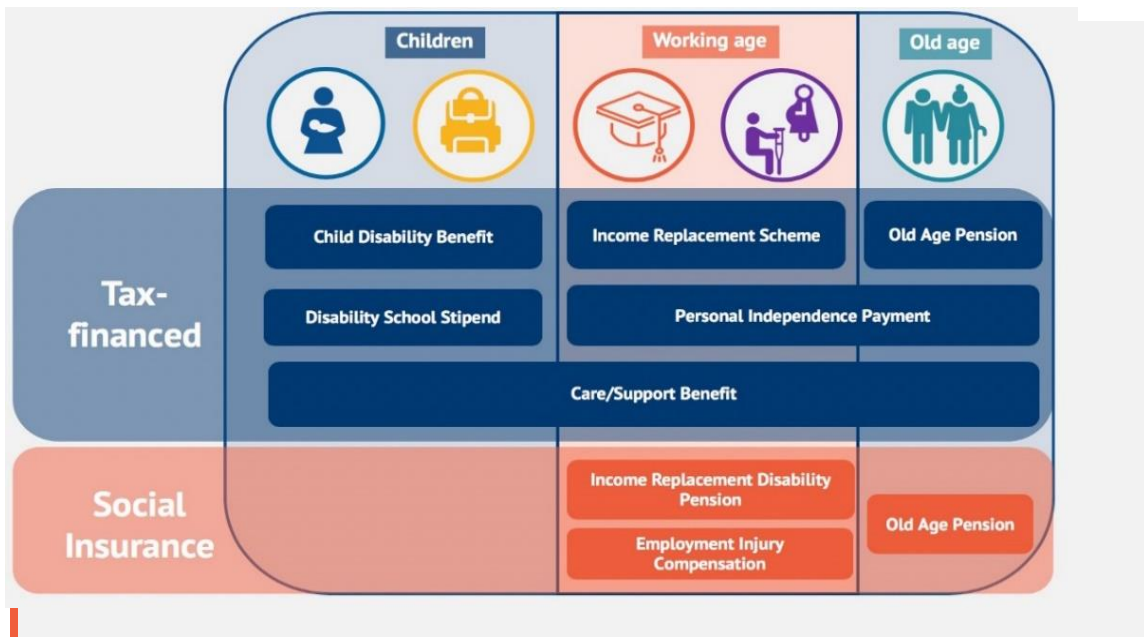 Children
Working age
Old age
Tax-
financed
Child Disability Benefit
Income Replacement Scheme
Old Age Pension
Disability School Stipend
Personal Independence Payment
Care/Support Benefit
Social
Insurance
Income Replacement Disability
Pension
Employment Injury
Compensation
Old Age Pension